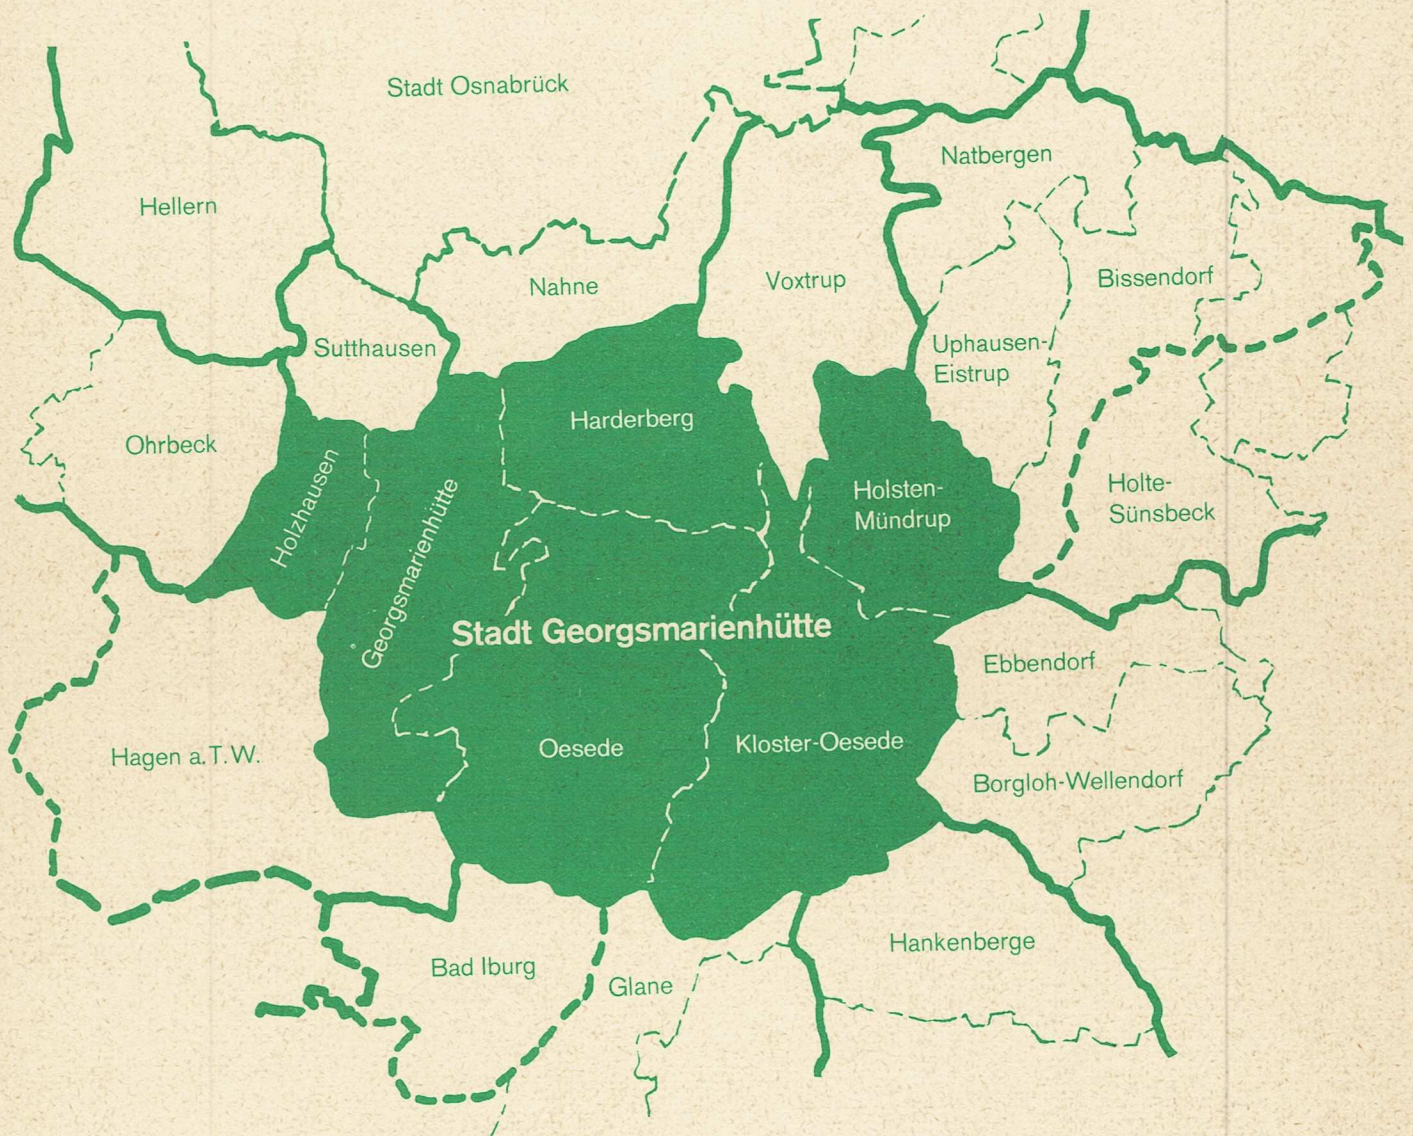 Stadt Osnabrück
Natbergen
Hellern
Nahne
Voxtrup
Bissendorf
Sutthausen
Uphausen-
Eistrup
Harderberg
Ohrbeck
Holzhausen
Georgsmarienhütte
Holsten-
Mündrup
Holte-
Sünsbeck
Stadt Georgsmarienhütte
Ebbendorf
Hagen a.T.W.
Oesede
Kloster-Oesede
Borgloh-Wellendorf
Hankenberge
Bad Iburg
Glane